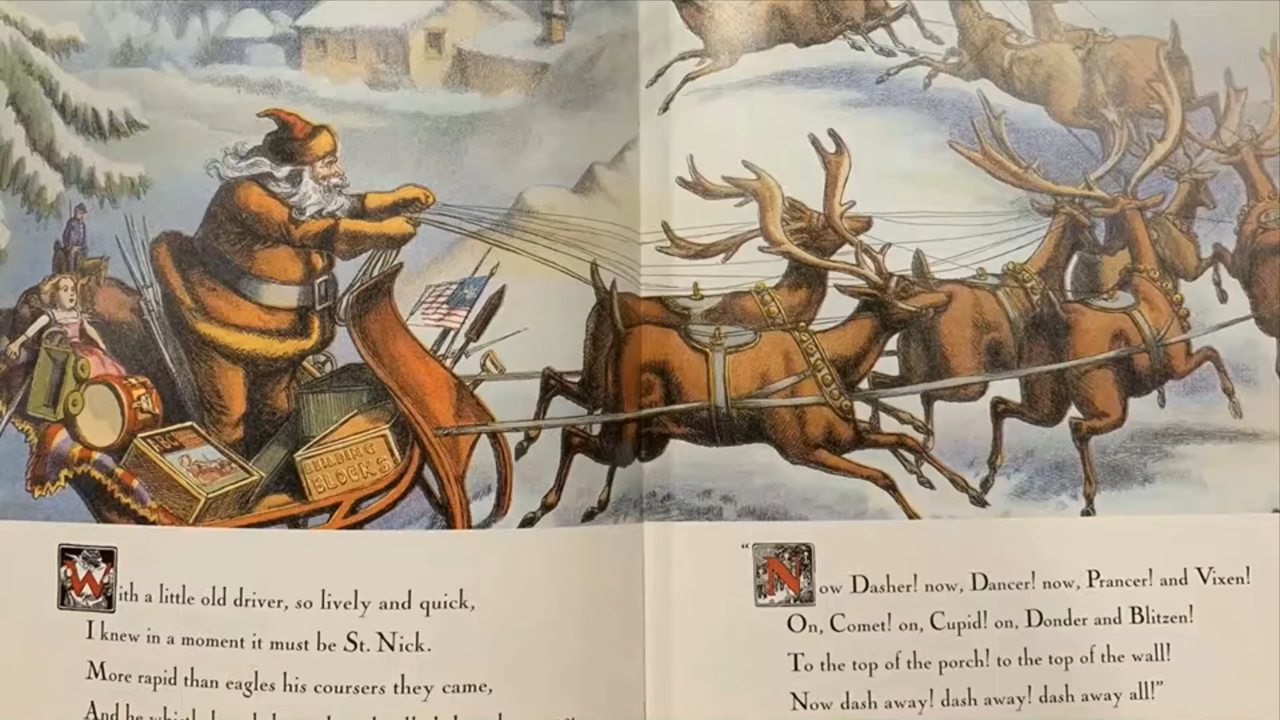 ABC
BUILDING
BLOCKS
With a little old driver, so lively and quick,
I knew in a moment it must be St. Nick.
More rapid than eagles his coursers they came,
And he
“Now Dasher! now, Dancer! now, Prancer! and Vixen!
On, Comet! on, Cupid! on, Donder and Blitzen!
To the top of the porch! to the top of the wall!
Now dash away! dash away! dash away all!”